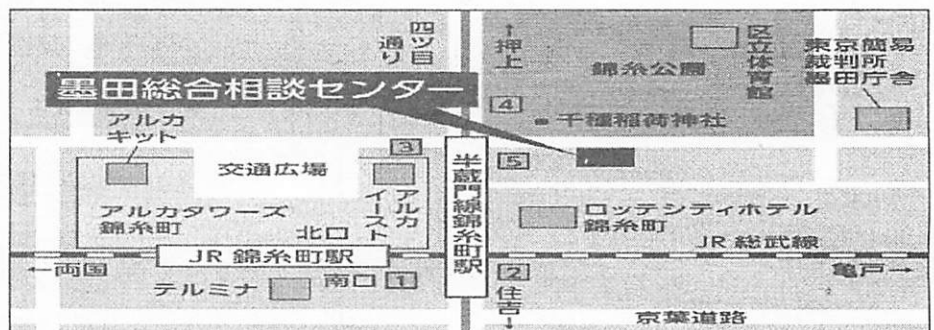 四ツ目
通り
↑
押上
区立体育館
錦糸公園
東京簡易
裁判所
墨田庁舎
墨田総合相談センター
4
千種稲荷神社
アルカ
キット
交通広場
3
5
アルカ
イースト
半蔵門線錦糸町駅
アルカタワーズ
錦糸町
北口
ロッテシティホテル
錦糸町
JR 総武線
JR 錦糸町駅
←両国
亀戸→
テルミナ
南口
1
2
住吉
↓
京葉道路